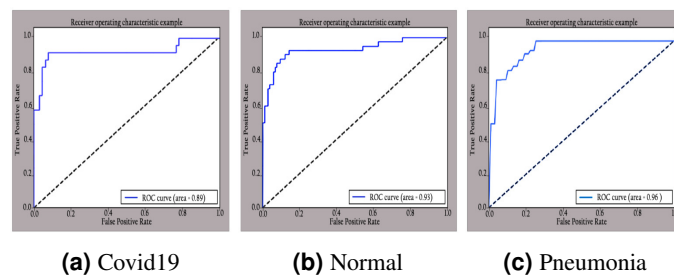 Receiver operating characteristic example
True Positive Rate
1.0
0.8
0.6
0.4
0.2
0.0
ROC curve (area - 0.89)
0.0 0.2 0.4 0.6 0.8 1.0
False Positive Rate
(a) Covid19
Receiver operating characteristic example
True Positive Rate
1.0
0.8
0.6
0.4
0.2
0.0
ROC curve (area - 0.93)
0.0 0.2 0.4 0.6 0.8 1.0
False Positive Rate
(b) Normal
Receiver operating characteristic example
True Positive Rate
1.0
0.8
0.6
0.4
0.2
0.0
ROC curve (area - 0.96 )
0.0 0.2 0.4 0.6 0.8 1.0
False Positive Rate
(c) Pneumonia